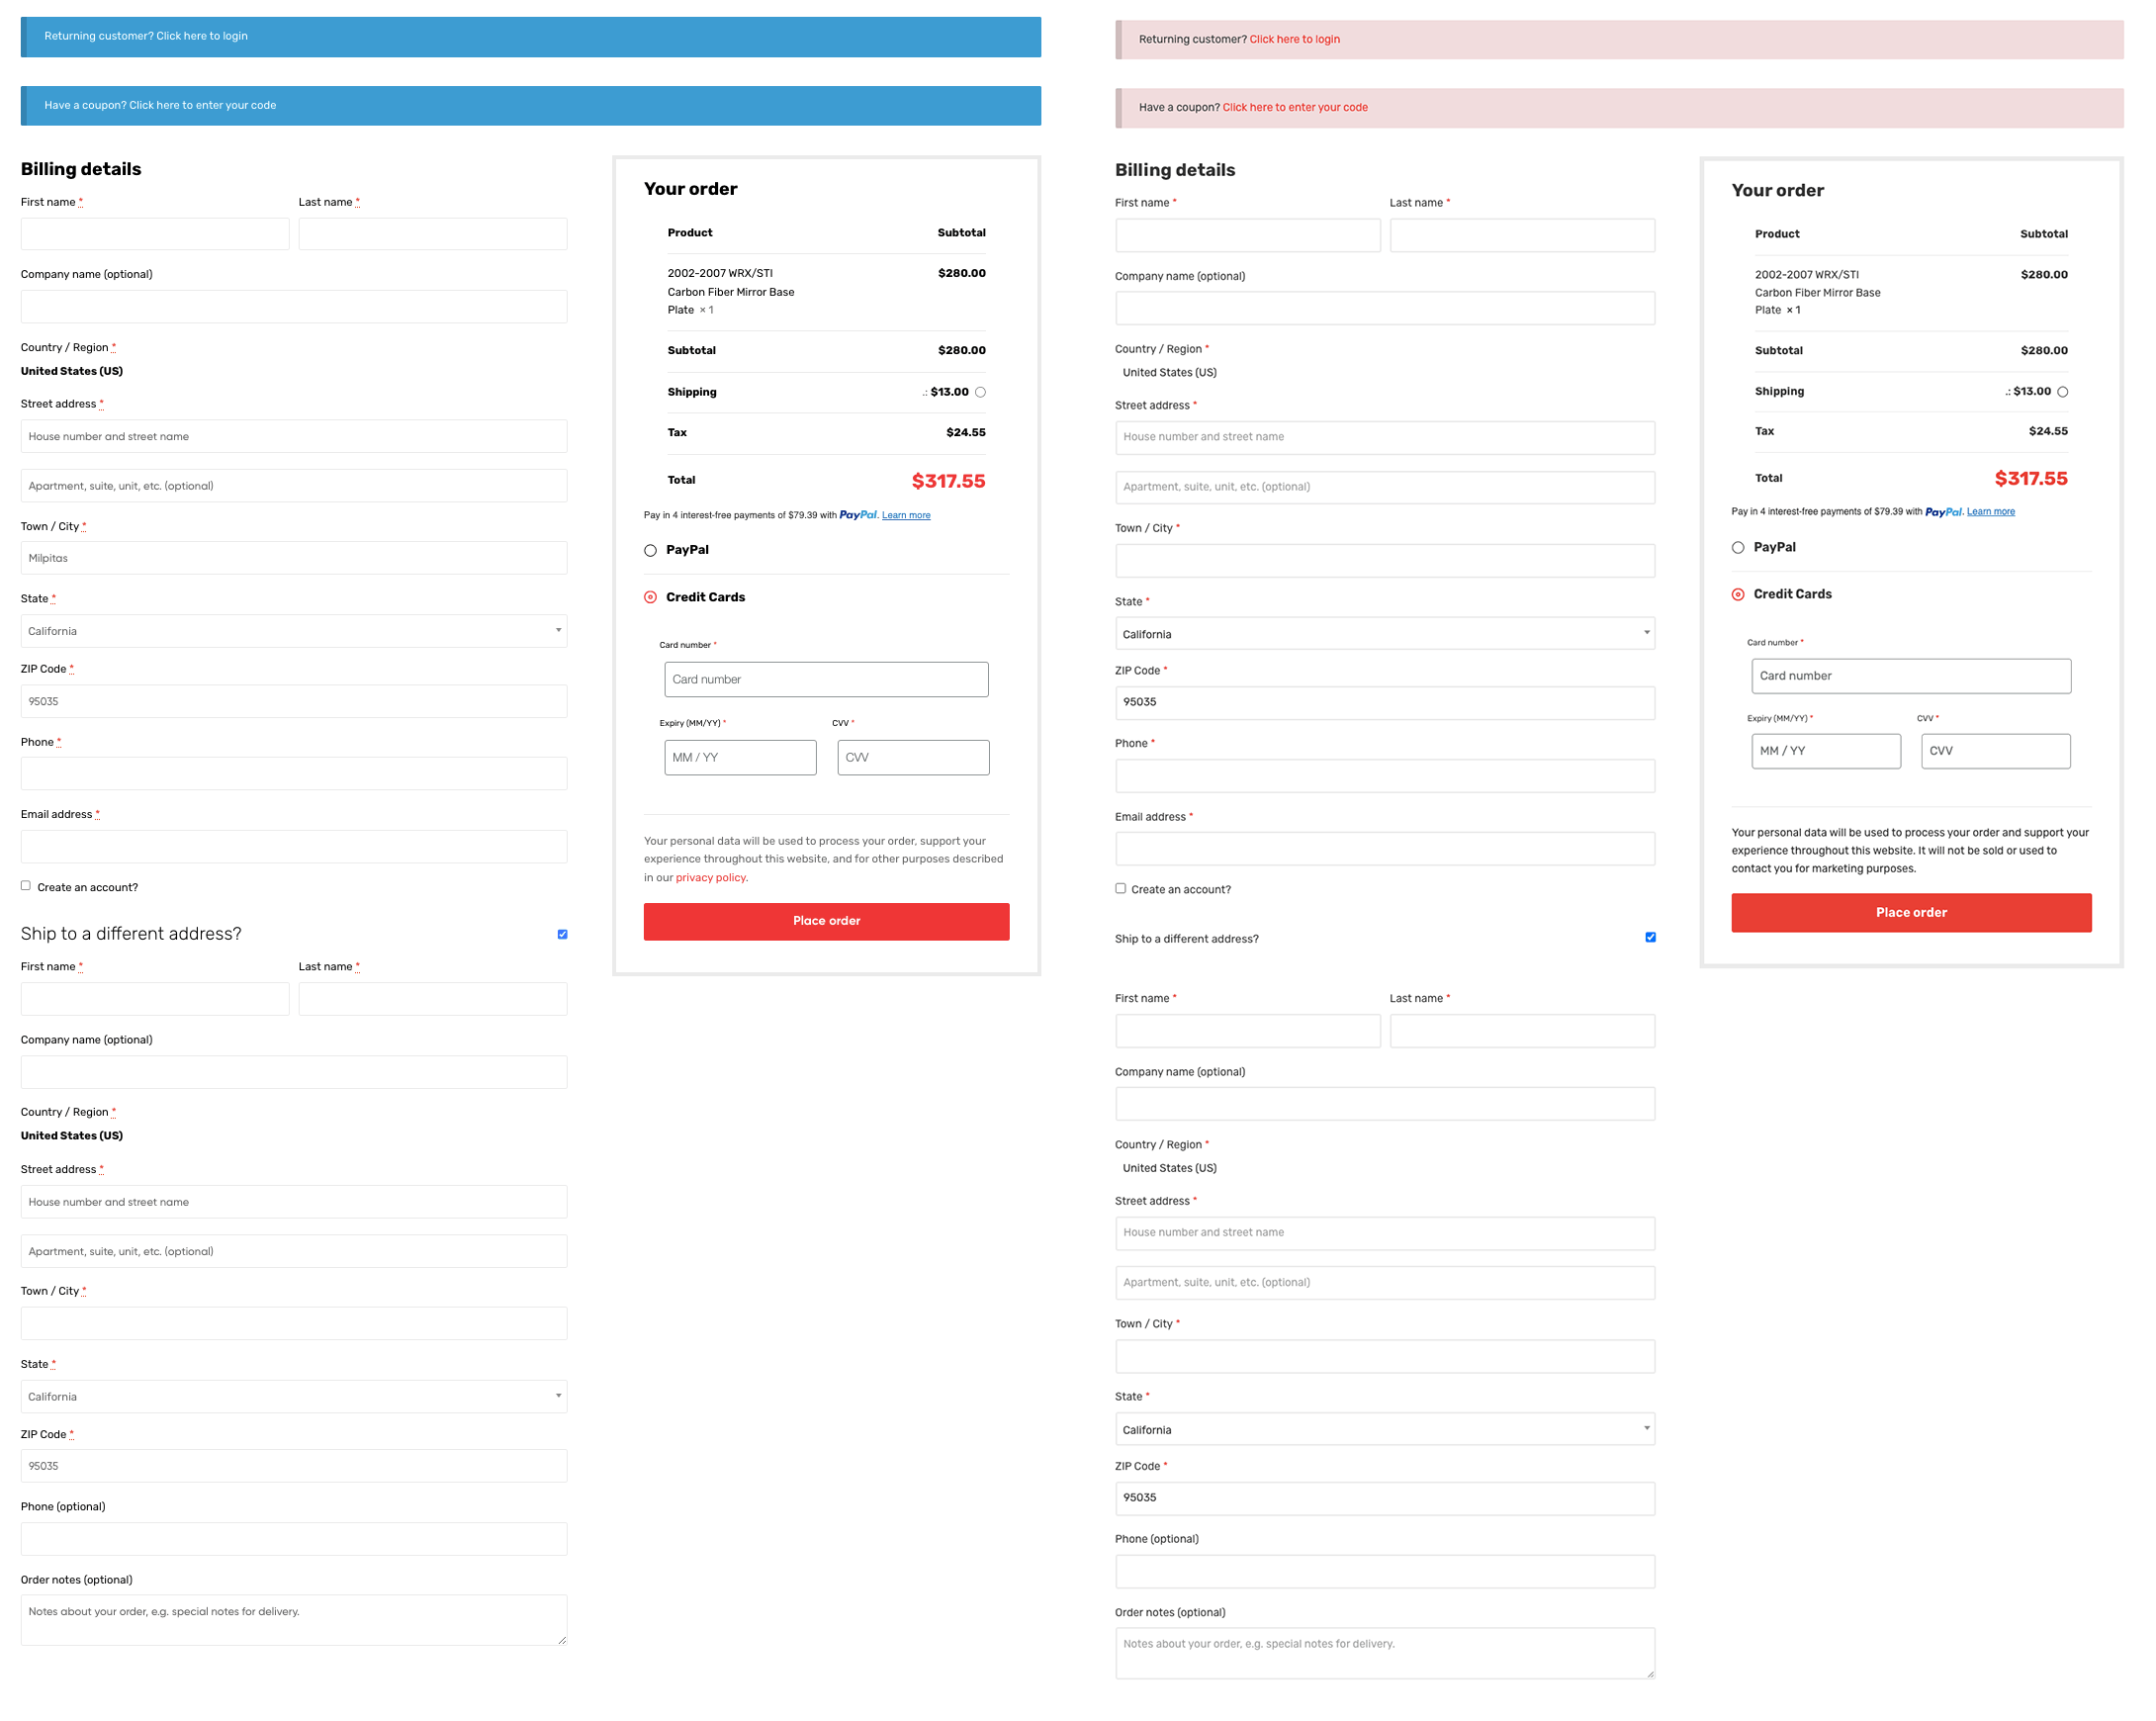 Returning customer? Click here to login
Have a coupon? Click here to enter your code
Billing details
First name *
Last name *
Company name (optional)
Country / Region *
United States (US)
Street address *
House number and street name
Apartment, suite, unit, etc. (optional)
Town / City *
Milpitas
State *
California
ZIP Code *
95035
Phone *
Email address *
Create an account?
Ship to a different address?
First name *
Last name *
Company name (optional)
Country / Region *
United States (US)
Street address *
House number and street name
Apartment, suite, unit, etc. (optional)
Town / City *
State *
California
ZIP Code *
95035
Phone (optional)
Order notes (optional)
Notes about your order, e.g. special notes for delivery.
Your order
Product Subtotal
2002-2007 WRX/STI $280.00
Carbon Fiber Mirror Base
Plate × 1
Subtotal $280.00
Shipping .: $13.00
Tax $24.55
Total $317.55
Pay in 4 interest-free payments of $79.39 with PayPal. Learn more
PayPal
Credit Cards
Card number *
Card number
Expiry (MM/YY) * CVV *
MM / YY CVV
Your personal data will be used to process your order, support your
experience throughout this website, and for other purposes described
in our privacy policy.
Place order
Returning customer? Click here to login
Have a coupon? Click here to enter your code
Billing details
First name *
Last name *
Company name (optional)
Country / Region *
United States (US)
Street address *
House number and street name
Apartment, suite, unit, etc. (optional)
Town / City *
State *
California
ZIP Code *
95035
Phone *
Email address *
Create an account?
Ship to a different address?
First name *
Last name *
Company name (optional)
Country / Region *
United States (US)
Street address *
House number and street name
Apartment, suite, unit, etc. (optional)
Town / City *
State *
California
ZIP Code *
95035
Phone (optional)
Order notes (optional)
Notes about your order, e.g. special notes for delivery.
Your order
Product Subtotal
2002-2007 WRX/STI $280.00
Carbon Fiber Mirror Base
Plate × 1
Subtotal $280.00
Shipping .: $13.00
Tax $24.55
Total $317.55
Pay in 4 interest-free payments of $79.39 with PayPal. Learn more
PayPal
Credit Cards
Card number *
Card number
Expiry (MM/YY) * CVV *
MM / YY CVV
Your personal data will be used to process your order and support your
experience throughout this website. It will not be sold or used to
contact you for marketing purposes.
Place order